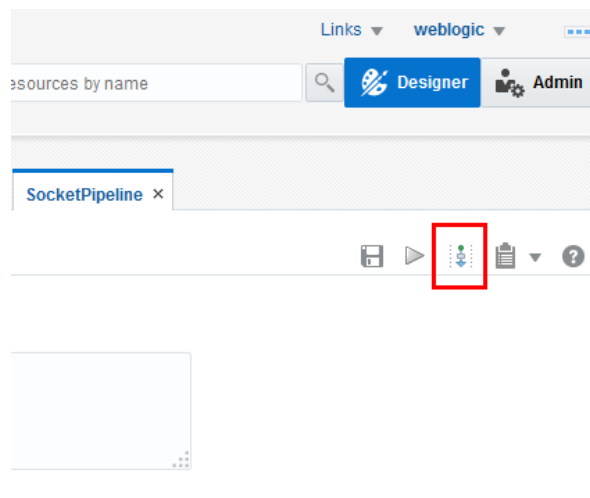 Links weblogic
esources by name
Designer Admin
SocketPipeline ×
?